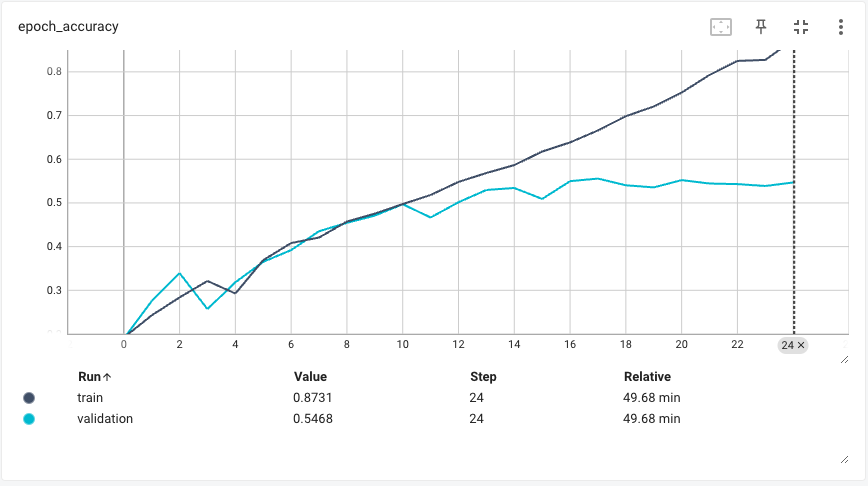 epoch_accuracy
0.8
0.7
0.6
0.5
0.4
0.3
0 2 4 6 8 10 12 14 16 18 20 22 24 ×
Run↑ Value Step Relative
train 0.8731 24 49.68 min
validation 0.5468 24 49.68 min